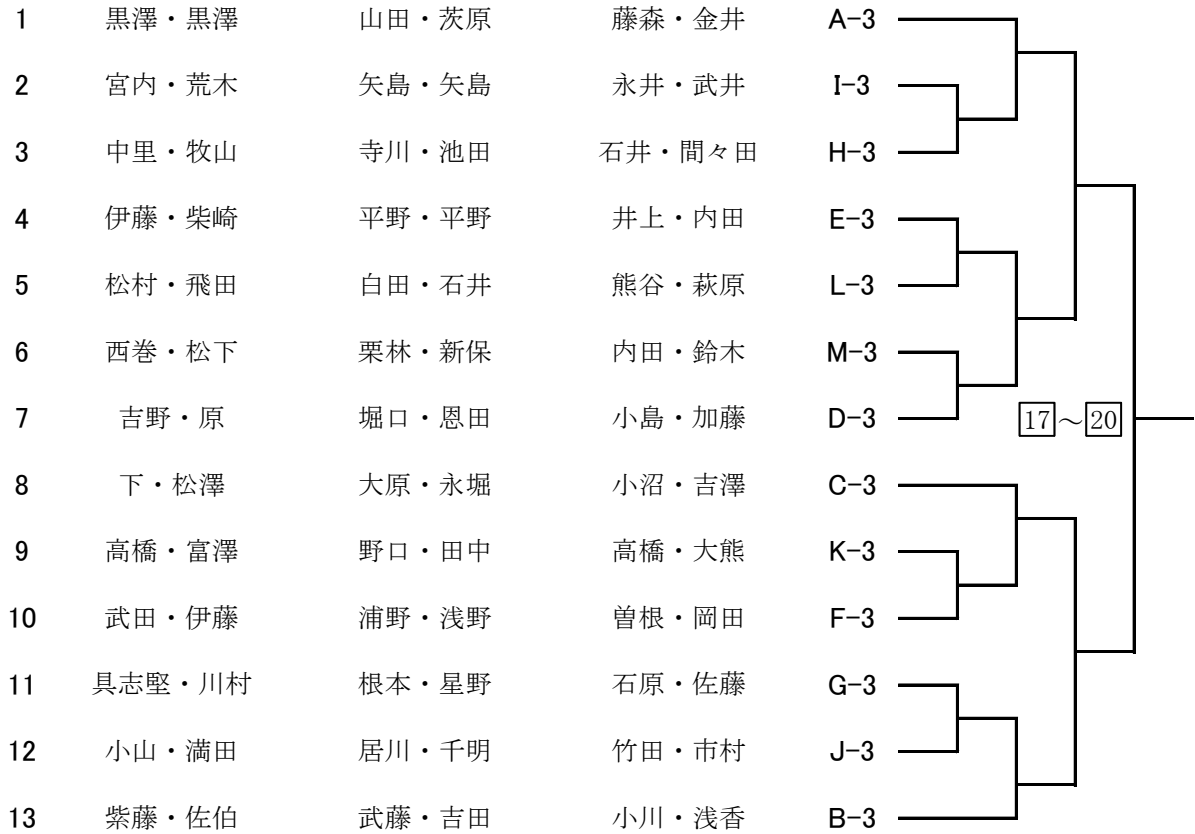 1 黒澤・黒澤 山田・茨原 藤森・金井 A-3
2 宮内・荒木 矢島・矢島 永井・武井 I-3
3 中里・牧山 寺川・池田 石井・間々田 H-3
4 伊藤・柴崎 平野・平野 井上・内田 E-3
5 松村・飛田 白田・石井 熊谷・萩原 L-3
6 西巻・松下 栗林・新保 内田・鈴木 M-3
7 吉野・原 堀口・恩田 小島・加藤 D-3 17～20
8 下・松澤 大原・永堀 小沼・吉澤 C-3
9 高橋・富澤 野口・田中 高橋・大熊 K-3
10 武田・伊藤 浦野・浅野 曽根・岡田 F-3
11 具志堅・川村 根本・星野 石原・佐藤 G-3
12 小山・満田 居川・千明 竹田・市村 J-3
13 紫藤・佐伯 武藤・吉田 小川・浅香 B-3